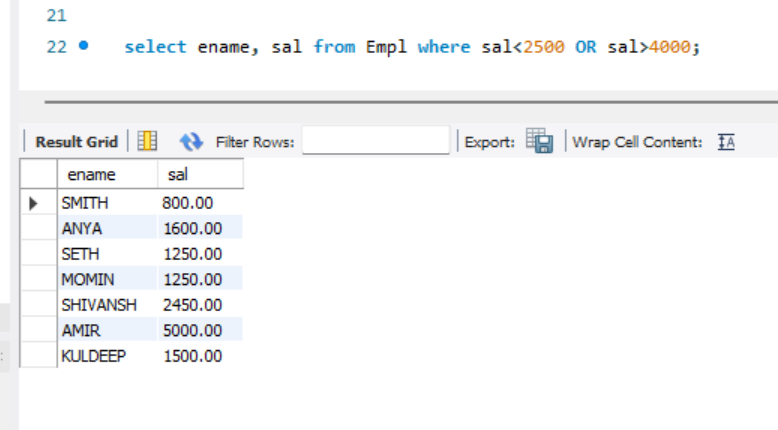 21
22 select ename, sal from Empl where sal<2500 OR sal>4000;
Result Grid Filter Rows: Export: Wrap Cell Content:
ename sal
SMITH 800.00
ANYA 1600.00
SETH 1250.00
MOMIN 1250.00
SHIVANSH 2450.00
AMIR 5000.00
KULDEEP 1500.00